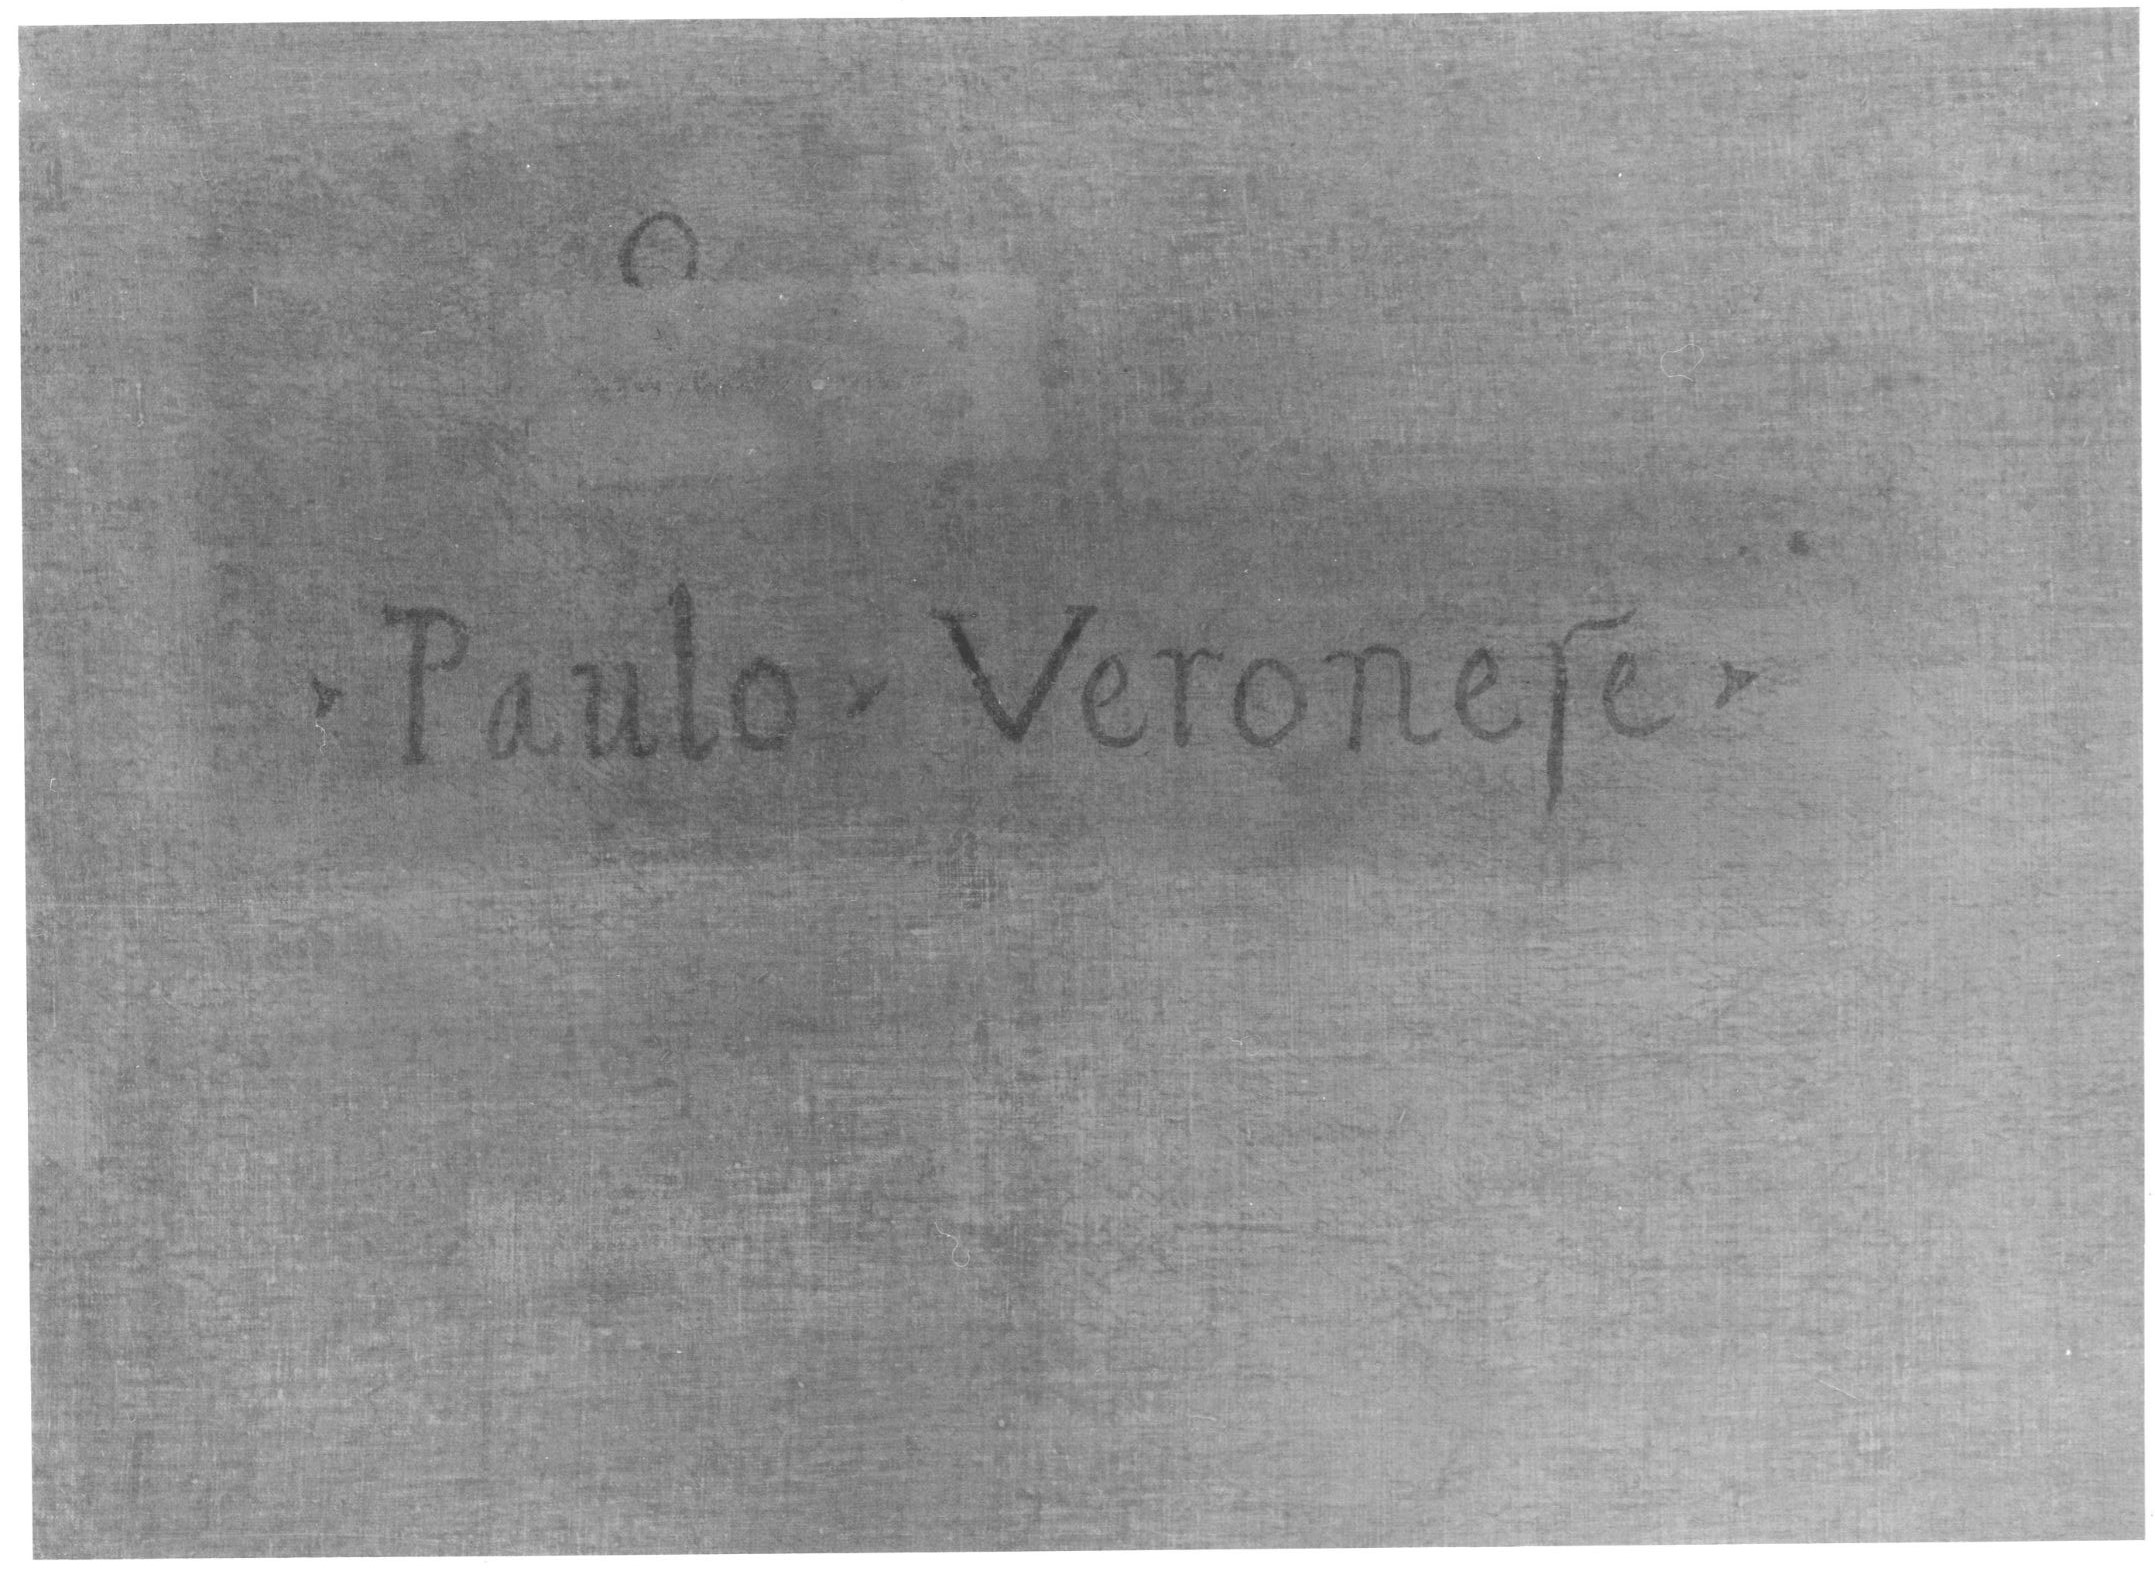 · Paulo · Veroneſe ·